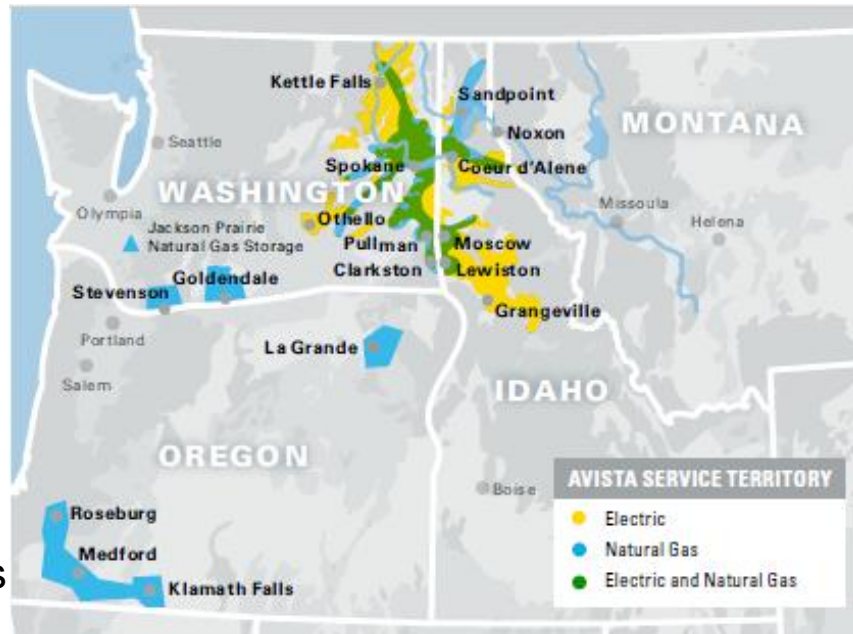 Kettle Falls
Sandpoint
Noxon
MONTANA
Seattle
Spokane
Coeur d'Alene
WASHINGTON
Missoula
Olympia
Othello
Helena
Jackson Prairie
Natural Gas Storage
Pullman
Moscow
Clarkston
Lewiston
Goldendale
Stevenson
Grangeville
Portland
La Grande
Salem
IDAHO
OREGON
AVISTA SERVICE TERRITORY
Boise
Electric
Roseburg
Natural Gas
Medford
Electric and Natural Gas
s
Klamath Falls